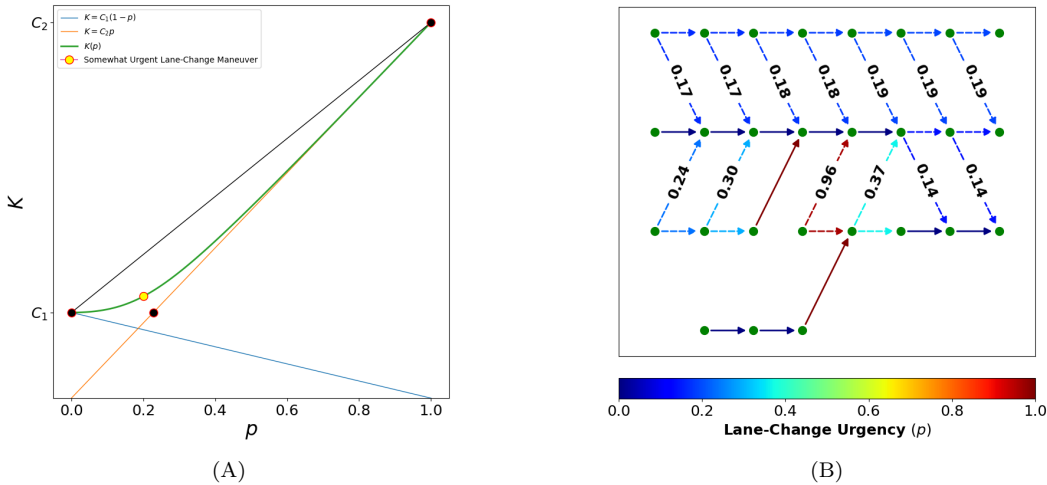 C₂
K = C₁(1 − p)
K = C₂p
K(p)
Somewhat Urgent Lane-Change Maneuver
K
C₁
0.0 0.2 0.4 0.6 0.8 1.0
p
(A)
0.17 0.17 0.18 0.18 0.19 0.19 0.19
0.24 0.30 0.96 0.37 0.14 0.14
0.0 0.2 0.4 0.6 0.8 1.0
Lane-Change Urgency (p)
(B)